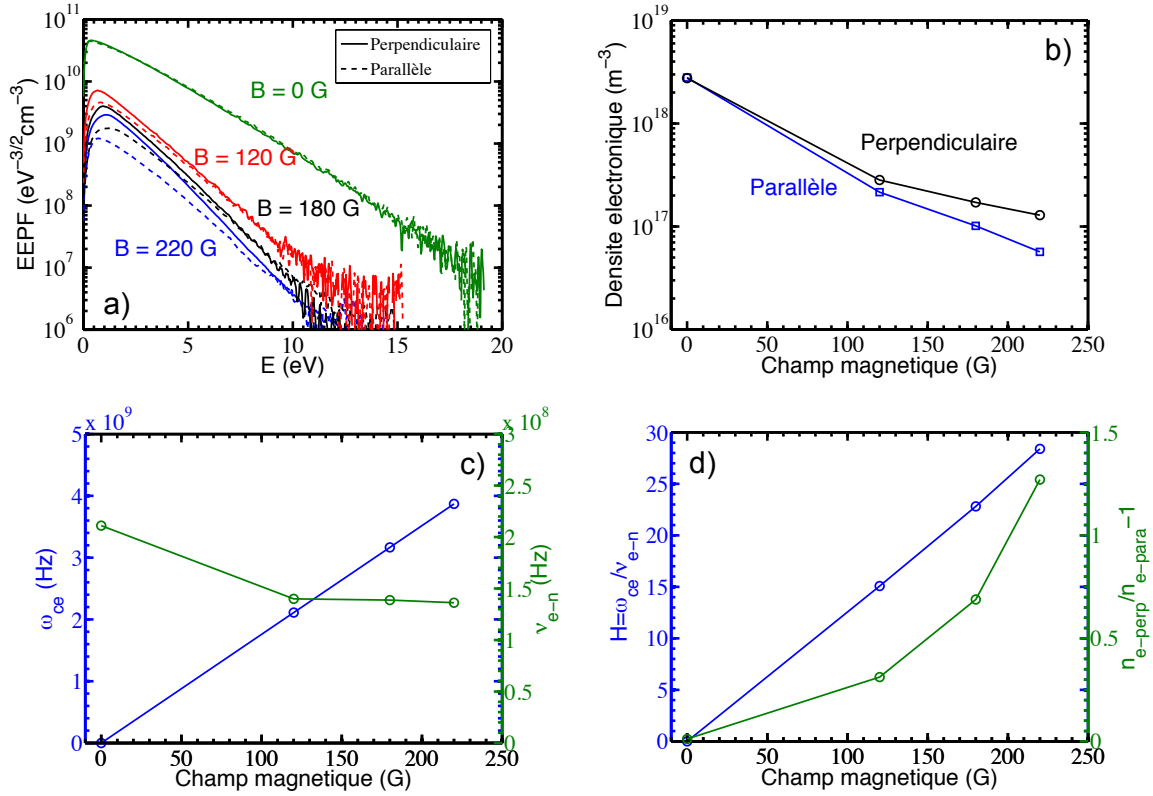 10^11
10^10
10^9
10^8
10^7
10^6
EEPF (eV^−3/2cm^−3)
0
5
10
15
20
E (eV)
Perpendiculaire
Parallèle
B = 0 G
B = 120 G
B = 180 G
B = 220 G
a)
10^19
10^18
10^17
10^16
Densite electronique (m^−3)
0
50
100
150
200
250
Champ magnetique (G)
b)
Perpendiculaire
Parallèle
x 10^9
5
4
3
2
1
0
ω_ce (Hz)
0
50
100
150
200
250
Champ magnetique (G)
x 10^8
3
2.5
2
1.5
1
0.5
0
ν_e−n (Hz)
c)
30
25
20
15
10
5
0
H=ω_ce/ν_e−n
0
50
100
150
200
250
Champ magnetique (G)
1.5
1
0.5
0
n_e−perp/n_e−para−1
d)